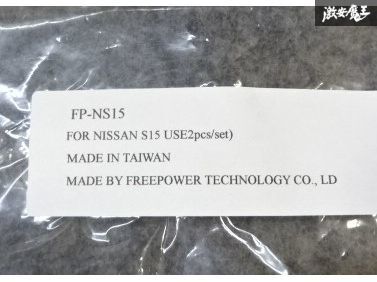 激安魔王
FP-NS15
FOR NISSAN S15 USE2pcs/set)
MADE IN TAIWAN
MADE BY FREEPOWER TECHNOLOGY CO., LD